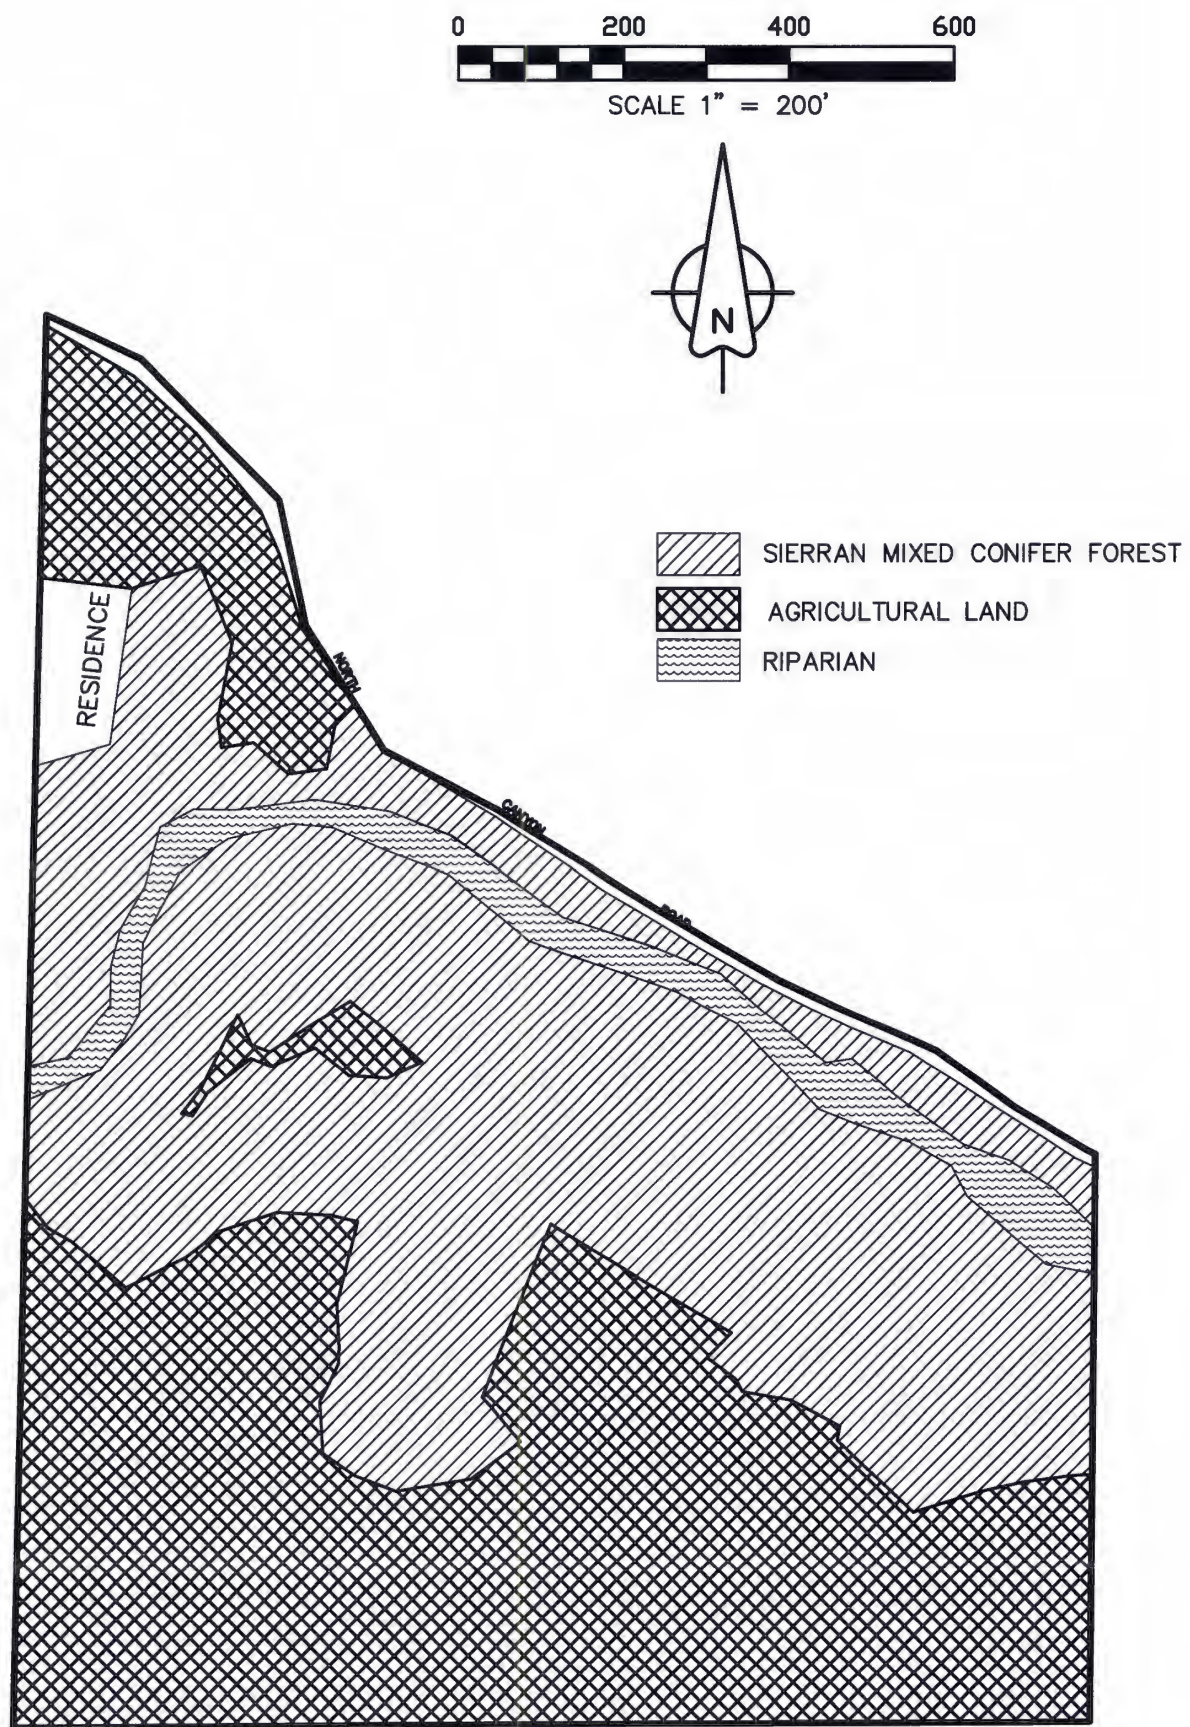 0 200 400 600
SCALE 1" = 200'
N
SIERRAN MIXED CONIFER FOREST
AGRICULTURAL LAND
RIPARIAN
RESIDENCE
NORTH
CANYON
ROAD